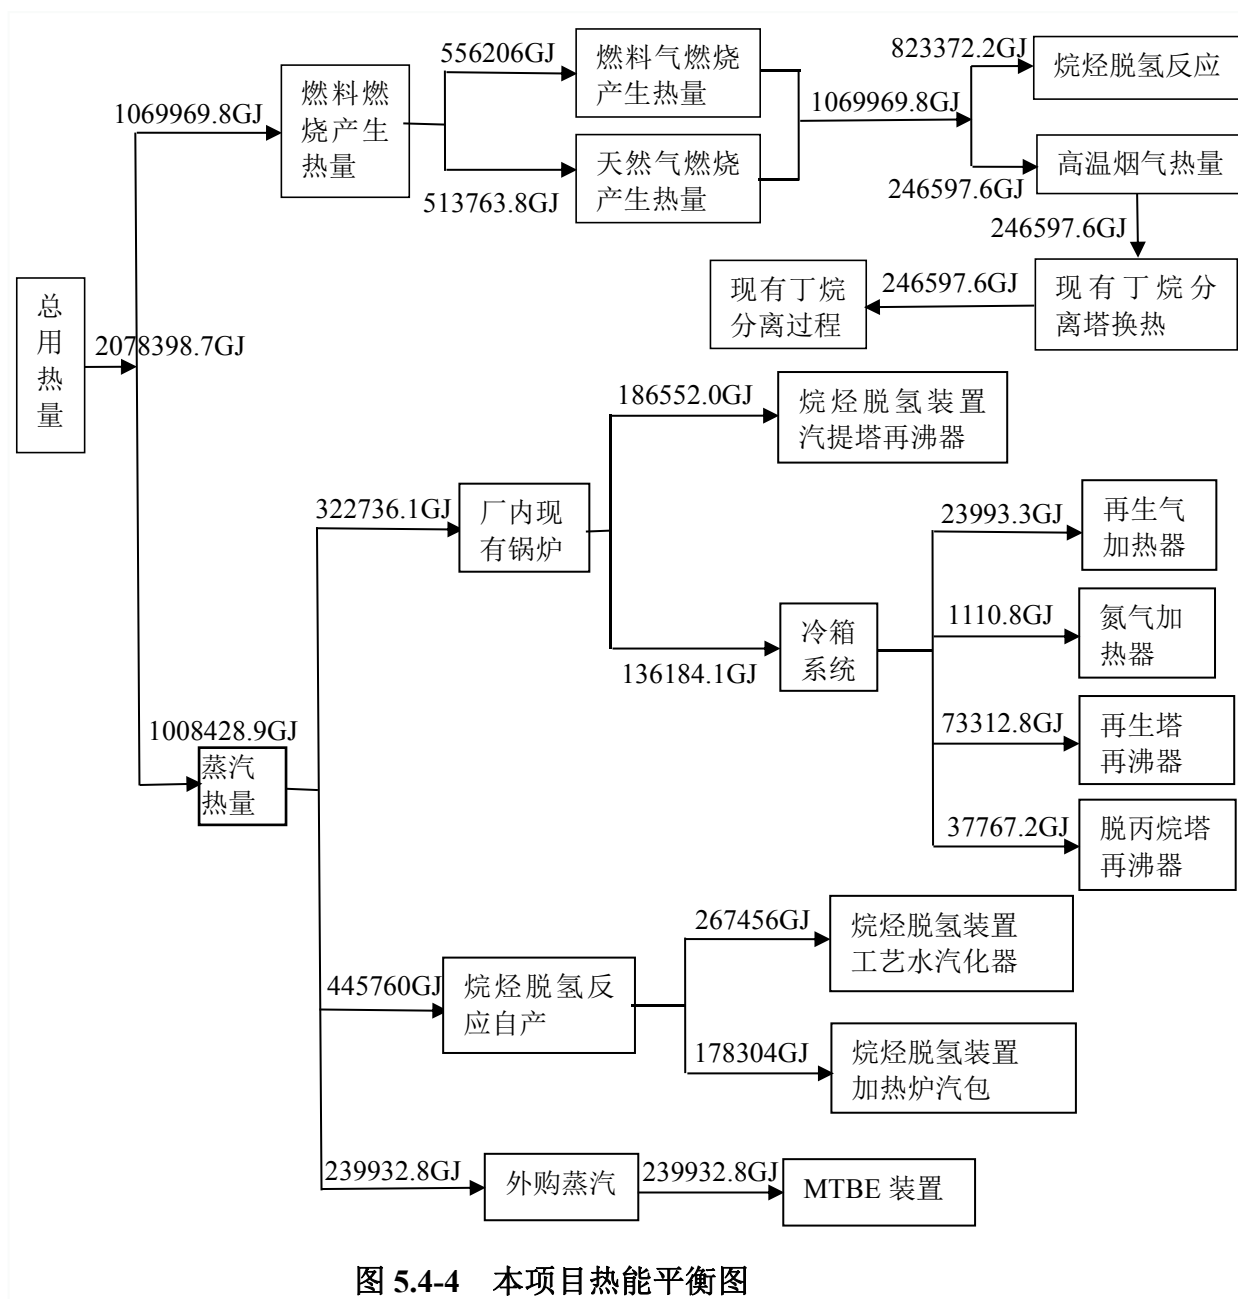 556206GJ
燃料气燃烧
产生热量
823372.2GJ
烷烃脱氢反应
1069969.8GJ
燃料燃
烧产生
热量
1069969.8GJ
513763.8GJ
天然气燃烧
产生热量
246597.6GJ
高温烟气热量
246597.6GJ
现有丁烷分
离塔换热
246597.6GJ
现有丁烷
分离过程
总
用
热
量
2078398.7GJ
186552.0GJ
烷烃脱氢装置
汽提塔再沸器
322736.1GJ
厂内现
有锅炉
23993.3GJ
再生气
加热器
136184.1GJ
冷箱
系统
1110.8GJ
氮气加
热器
73312.8GJ
再生塔
再沸器
37767.2GJ
脱丙烷塔
再沸器
1008428.9GJ
蒸汽
热量
267456GJ
烷烃脱氢装置
工艺水汽化器
445760GJ
烷烃脱氢反
应自产
178304GJ
烷烃脱氢装置
加热炉汽包
239932.8GJ
外购蒸汽
239932.8GJ
MTBE 装置
图 5.4-4 本项目热能平衡图